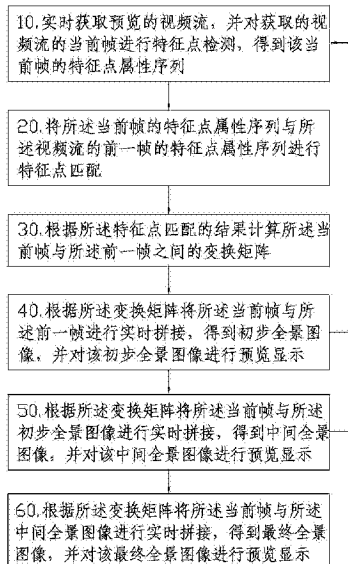 10.实时获取预览的视频流，并对获取的视
频流的当前帧进行特征点检测，得到该当
前帧的特征点属性序列
20.将所述当前帧的特征点属性序列与所
述视频流的前一帧的特征点属性序列进行
特征点匹配
30.根据所述特征点匹配的结果计算所述当
前帧与所述前一帧之间的变换矩阵
40.根据所述变换矩阵将所述当前帧与所
述前一帧进行实时拼接，得到初步全景图
像，并对该初步全景图像进行预览显示
50.根据所述变换矩阵将所述当前帧与所述
初步全景图像进行实时拼接，得到中间全景
图像，并对该中间全景图像进行预览显示
60.根据所述变换矩阵将所述当前帧与所述
中间全景图像进行实时拼接，得到最终全景
图像，并对该最终全景图像进行预览显示